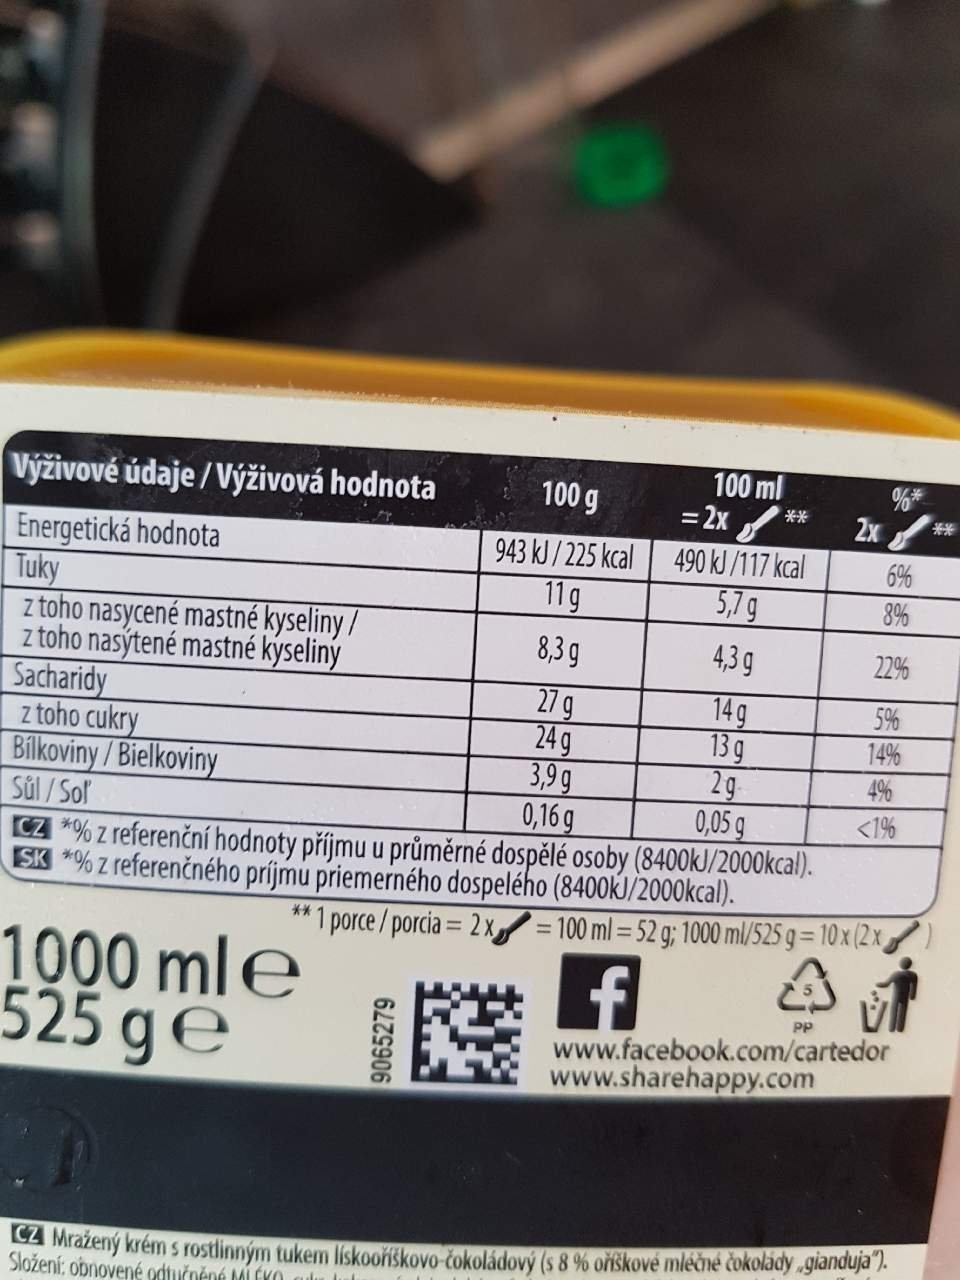 Výživové údaje / Výživová hodnota 100 g 100 ml = 2x ** %* 2x **
Energetická hodnota 943 kJ / 225 kcal 490 kJ /117 kcal 6%
Tuky 11 g 5,7 g 8%
z toho nasycené mastné kyseliny /
z toho nasýtené mastné kyseliny 8,3 g 4,3 g 22%
Sacharidy 27 g 14 g 5%
z toho cukry 24 g 13 g 14%
Bílkoviny / Bielkoviny 3,9 g 2 g 4%
Sůl / Soľ 0,16 g 0,05 g <1%
CZ *% z referenční hodnoty příjmu u průměrné dospělé osoby (8400kJ/2000kcal).
SK *% z referenčného príjmu priemerného dospelého (8400kJ/2000kcal).
** 1 porce / porcia = 2 x = 100 ml = 52 g; 1000 ml/525 g = 10 x (2 x )
1000 ml e
525 g e
9065279
f
5
PP
www.facebook.com/cartedor
www.sharehappy.com
CZ Mražený krém s rostlinným tukem lískooříškovo-čokoládový (s 8 % oříškové mléčné čokolády „gianduja").
Složení: obnovené odtučněné MLÉKO